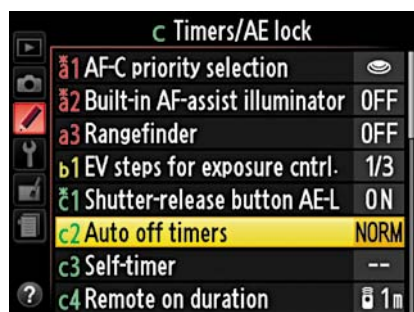 c Timers/AE lock
a1 AF-C priority selection
a2 Built-in AF-assist illuminator OFF
a3 Rangefinder OFF
b1 EV steps for exposure cntrl. 1/3
c1 Shutter-release button AE-L ON
c2 Auto off timers NORM
c3 Self-timer --
? c4 Remote on duration 1m